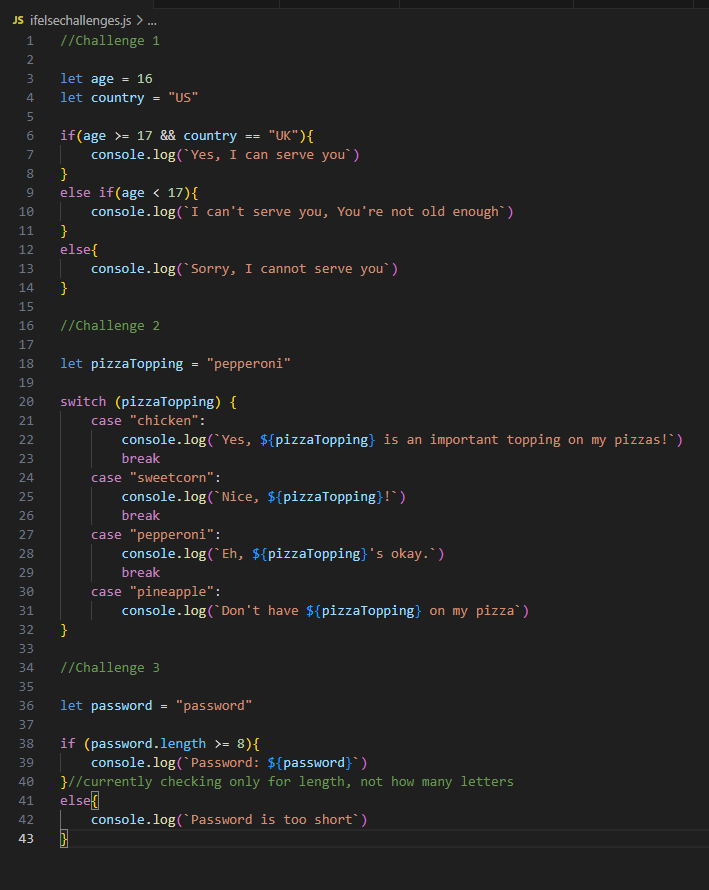 JS ifelsechallenges.js > ...
1 //Challenge 1
2
3 let age = 16
4 let country = "US"
5
6 if(age >= 17 && country == "UK"){
7     console.log(`Yes, I can serve you`)
8 }
9 else if(age < 17){
10     console.log(`I can't serve you, You're not old enough`)
11 }
12 else{
13     console.log(`Sorry, I cannot serve you`)
14 }
15
16 //Challenge 2
17
18 let pizzaTopping = "pepperoni"
19
20 switch (pizzaTopping) {
21     case "chicken":
22         console.log(`Yes, ${pizzaTopping} is an important topping on my pizzas!`)
23         break
24     case "sweetcorn":
25         console.log(`Nice, ${pizzaTopping}!`)
26         break
27     case "pepperoni":
28         console.log(`Eh, ${pizzaTopping}'s okay.`)
29         break
30     case "pineapple":
31         console.log(`Don't have ${pizzaTopping} on my pizza`)
32 }
33
34 //Challenge 3
35
36 let password = "password"
37
38 if (password.length >= 8){
39     console.log(`Password: ${password}`)
40 }//currently checking only for length, not how many letters
41 else{
42     console.log(`Password is too short`)
43 }